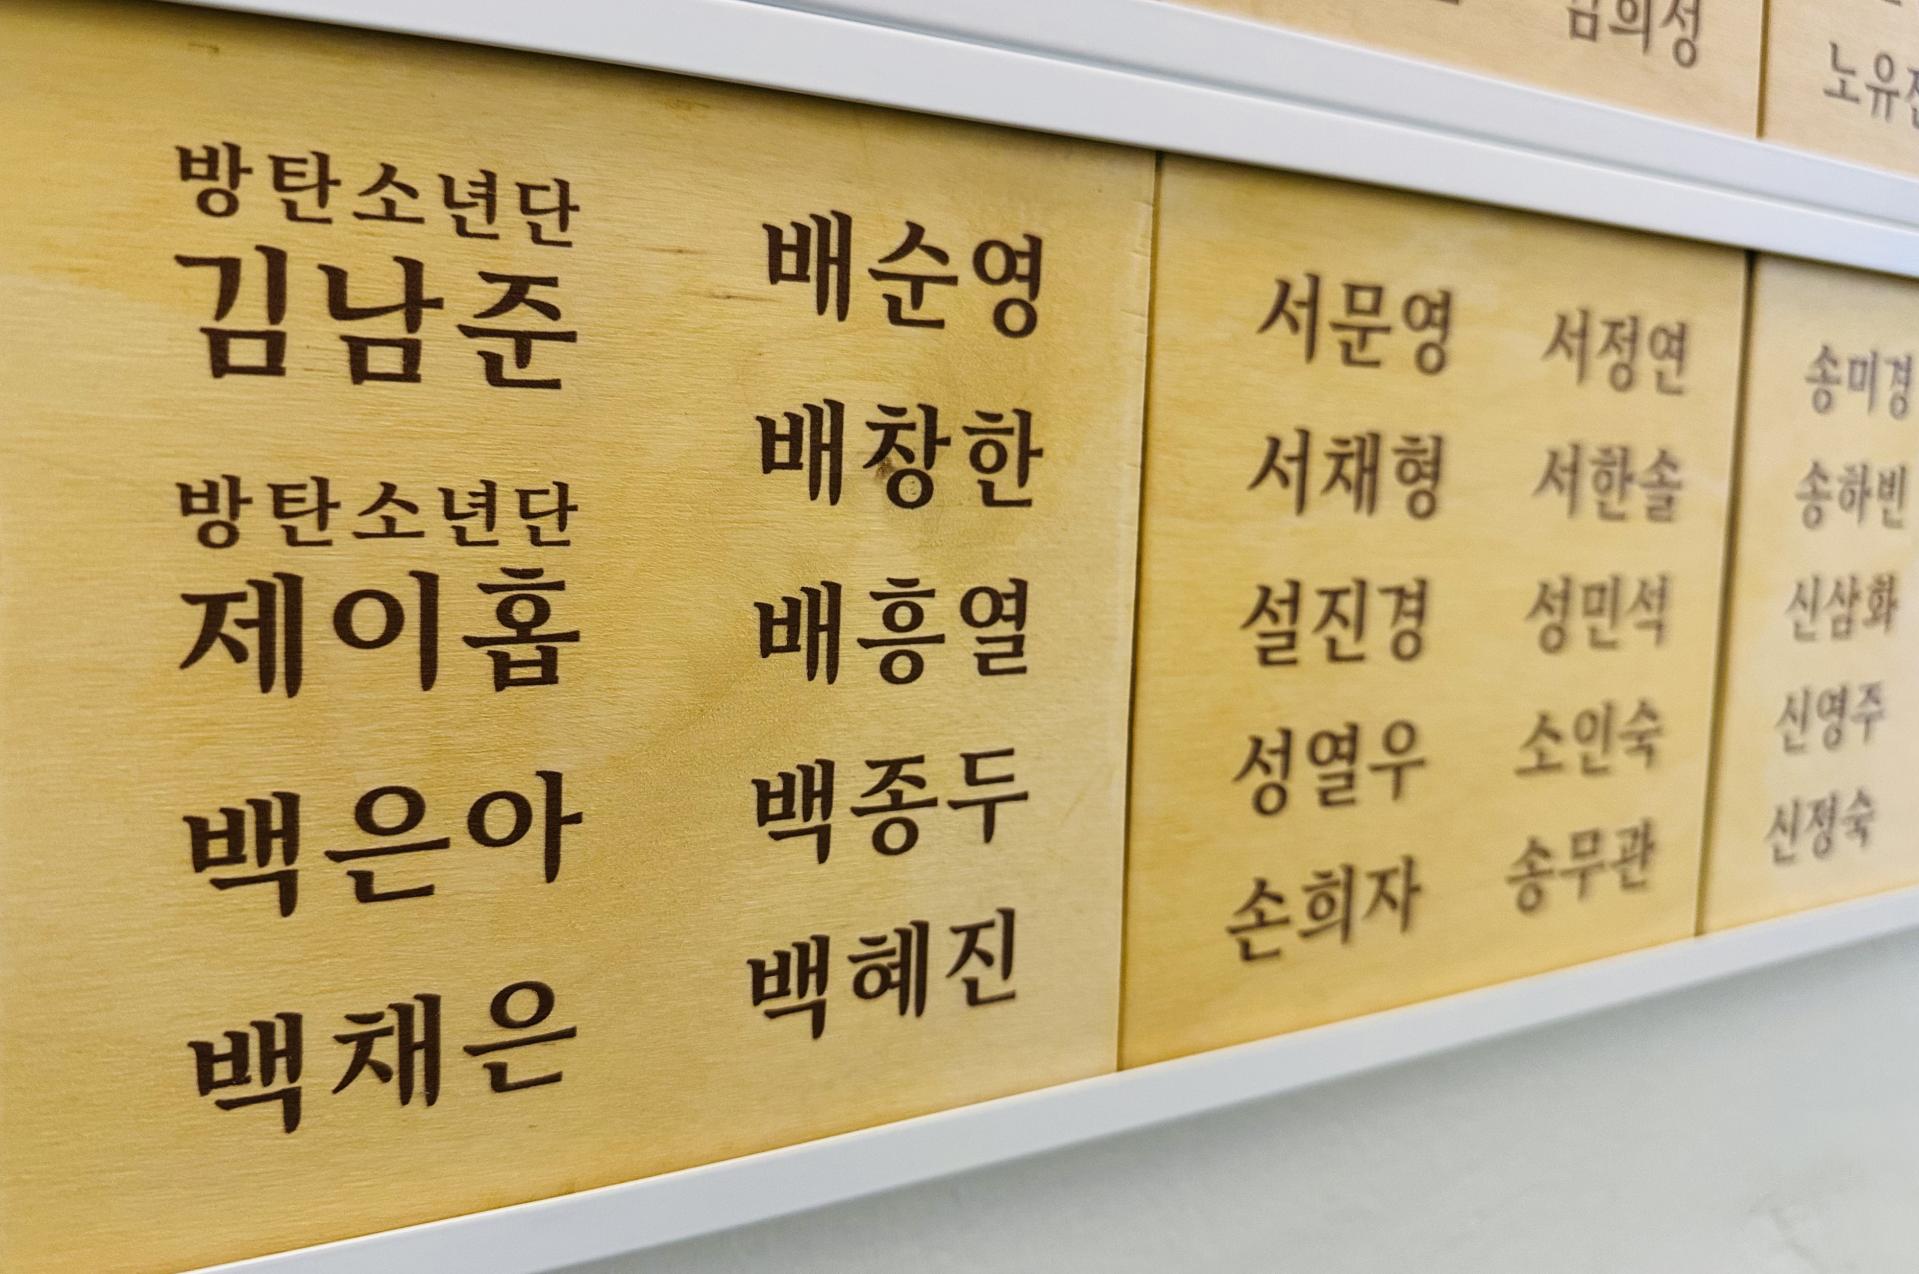 김희성
방탄소년단
김남준
방탄소년단
제이홉
백은아
백채은
배순영
배창한
배흥열
백종두
백혜진
서문영
서채형
설진경
성열우
손희자
서정연
서한솔
성민석
소인숙
송무관
송미경
송하빈
신삼화
신영주
신정숙